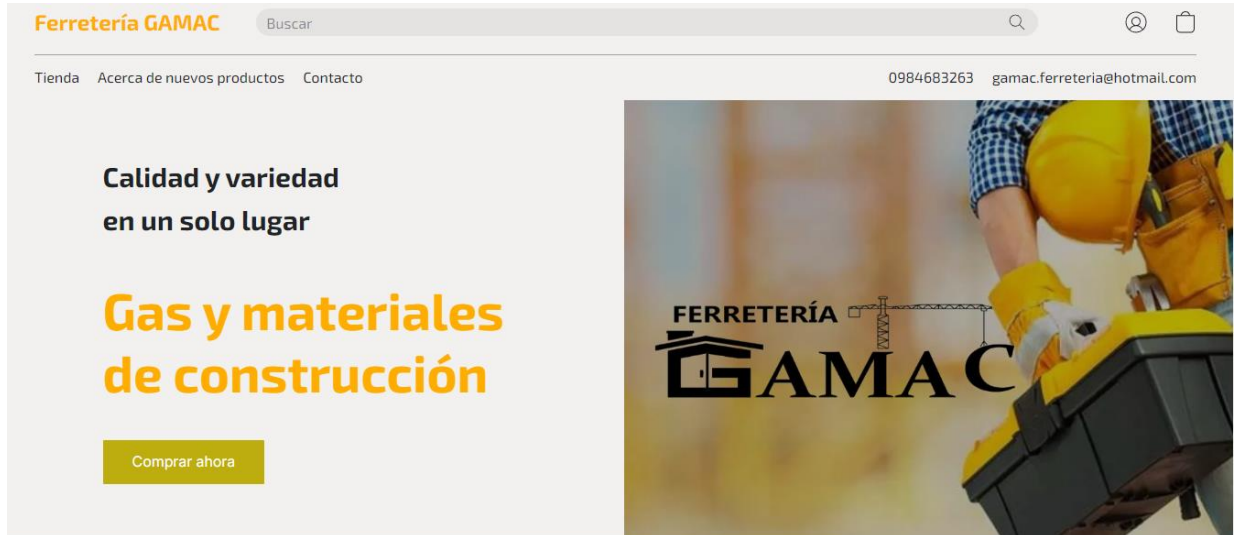 Ferretería GAMAC
Buscar
Tienda Acerca de nuevos productos Contacto
0984683263 gamac.ferreteria@hotmail.com
Calidad y variedad
en un solo lugar
Gas y materiales
de construcción
Comprar ahora
FERRETERÍA
GAMAC